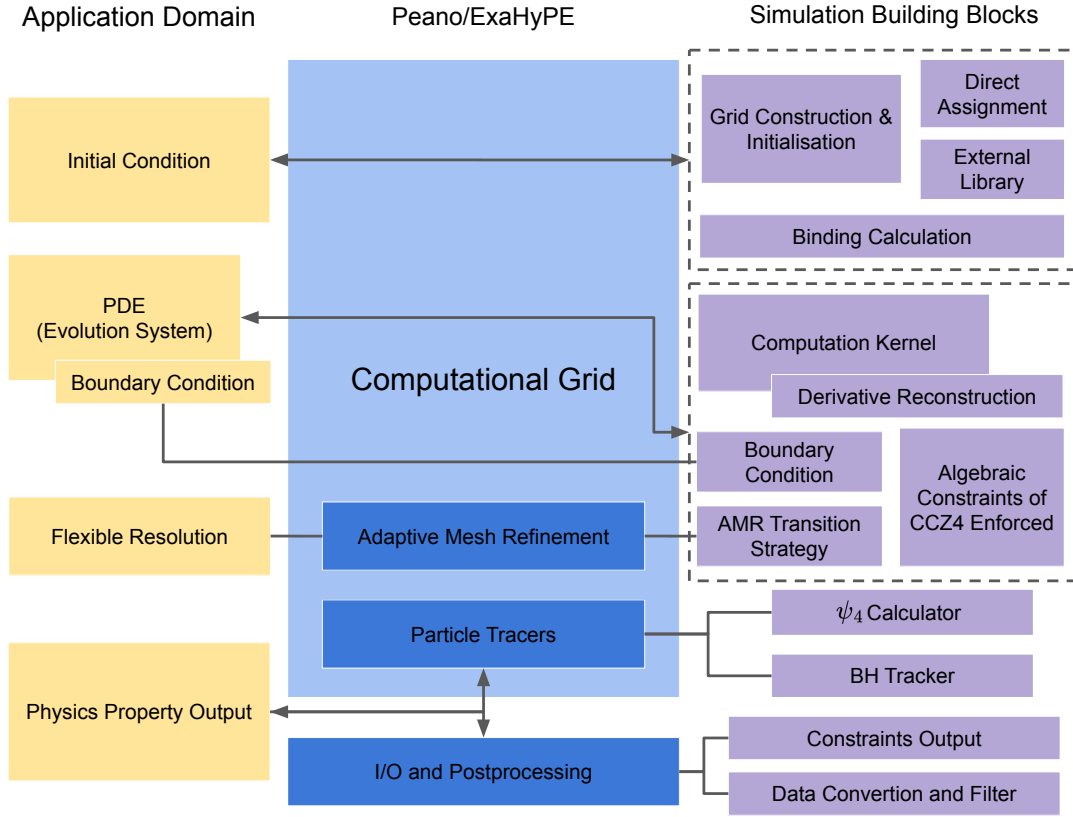 Application Domain
Peano/ExaHyPE
Simulation Building Blocks
Initial Condition
PDE
(Evolution System)
Boundary Condition
Flexible Resolution
Physics Property Output
Computational Grid
Adaptive Mesh Refinement
Particle Tracers
I/O and Postprocessing
Grid Construction &
Initialisation
Direct
Assignment
External
Library
Binding Calculation
Computation Kernel
Derivative Reconstruction
Boundary
Condition
Algebraic
Constraints of
CCZ4 Enforced
AMR Transition
Strategy
ψ₄ Calculator
BH Tracker
Constraints Output
Data Convertion and Filter